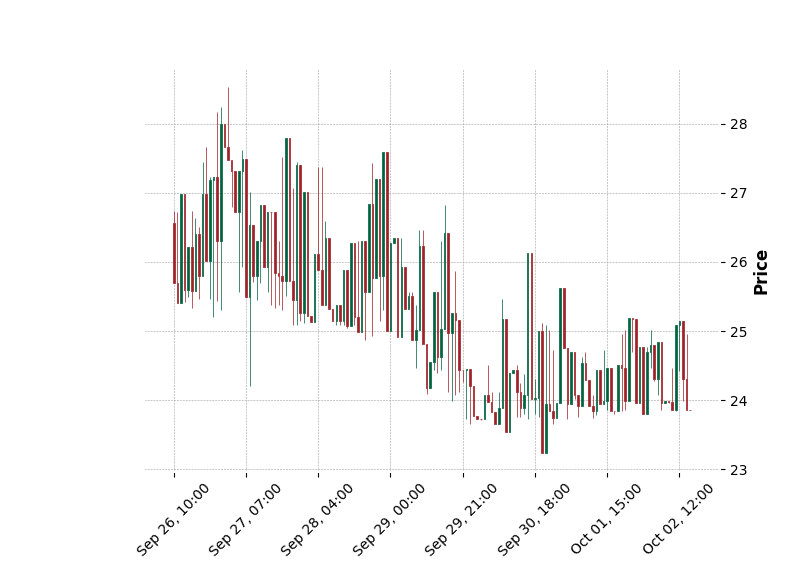 28
27
26
25
24
23
Price
Sep 26, 10:00
Sep 27, 07:00
Sep 28, 04:00
Sep 29, 00:00
Sep 29, 21:00
Sep 30, 18:00
Oct 01, 15:00
Oct 02, 12:00